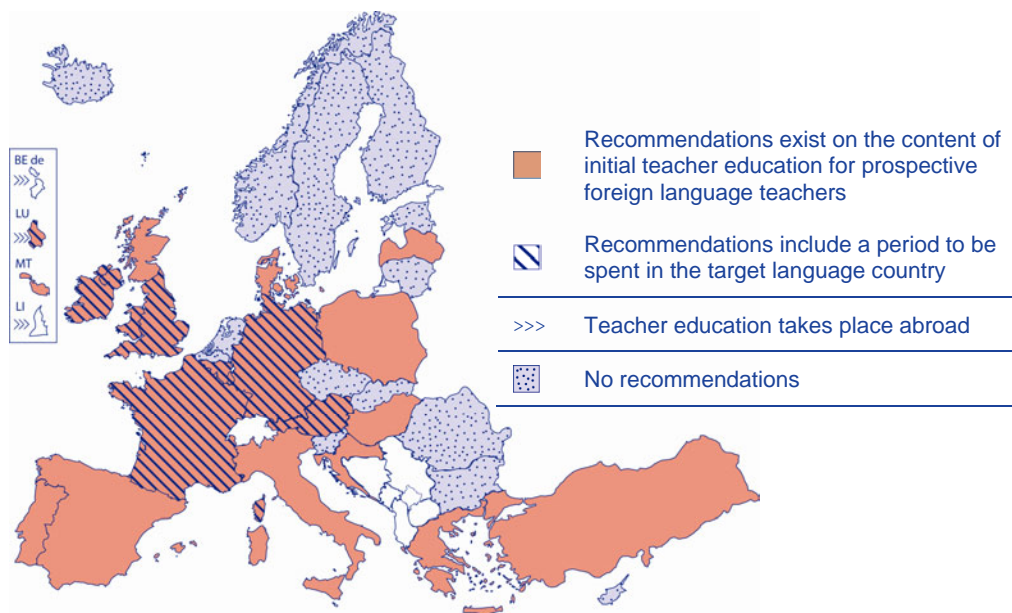 BE de
>>>
LU
>>>
MT
LI
>>>
Recommendations exist on the content of
initial teacher education for prospective
foreign language teachers
Recommendations include a period to be
spent in the target language country
>>> Teacher education takes place abroad
No recommendations